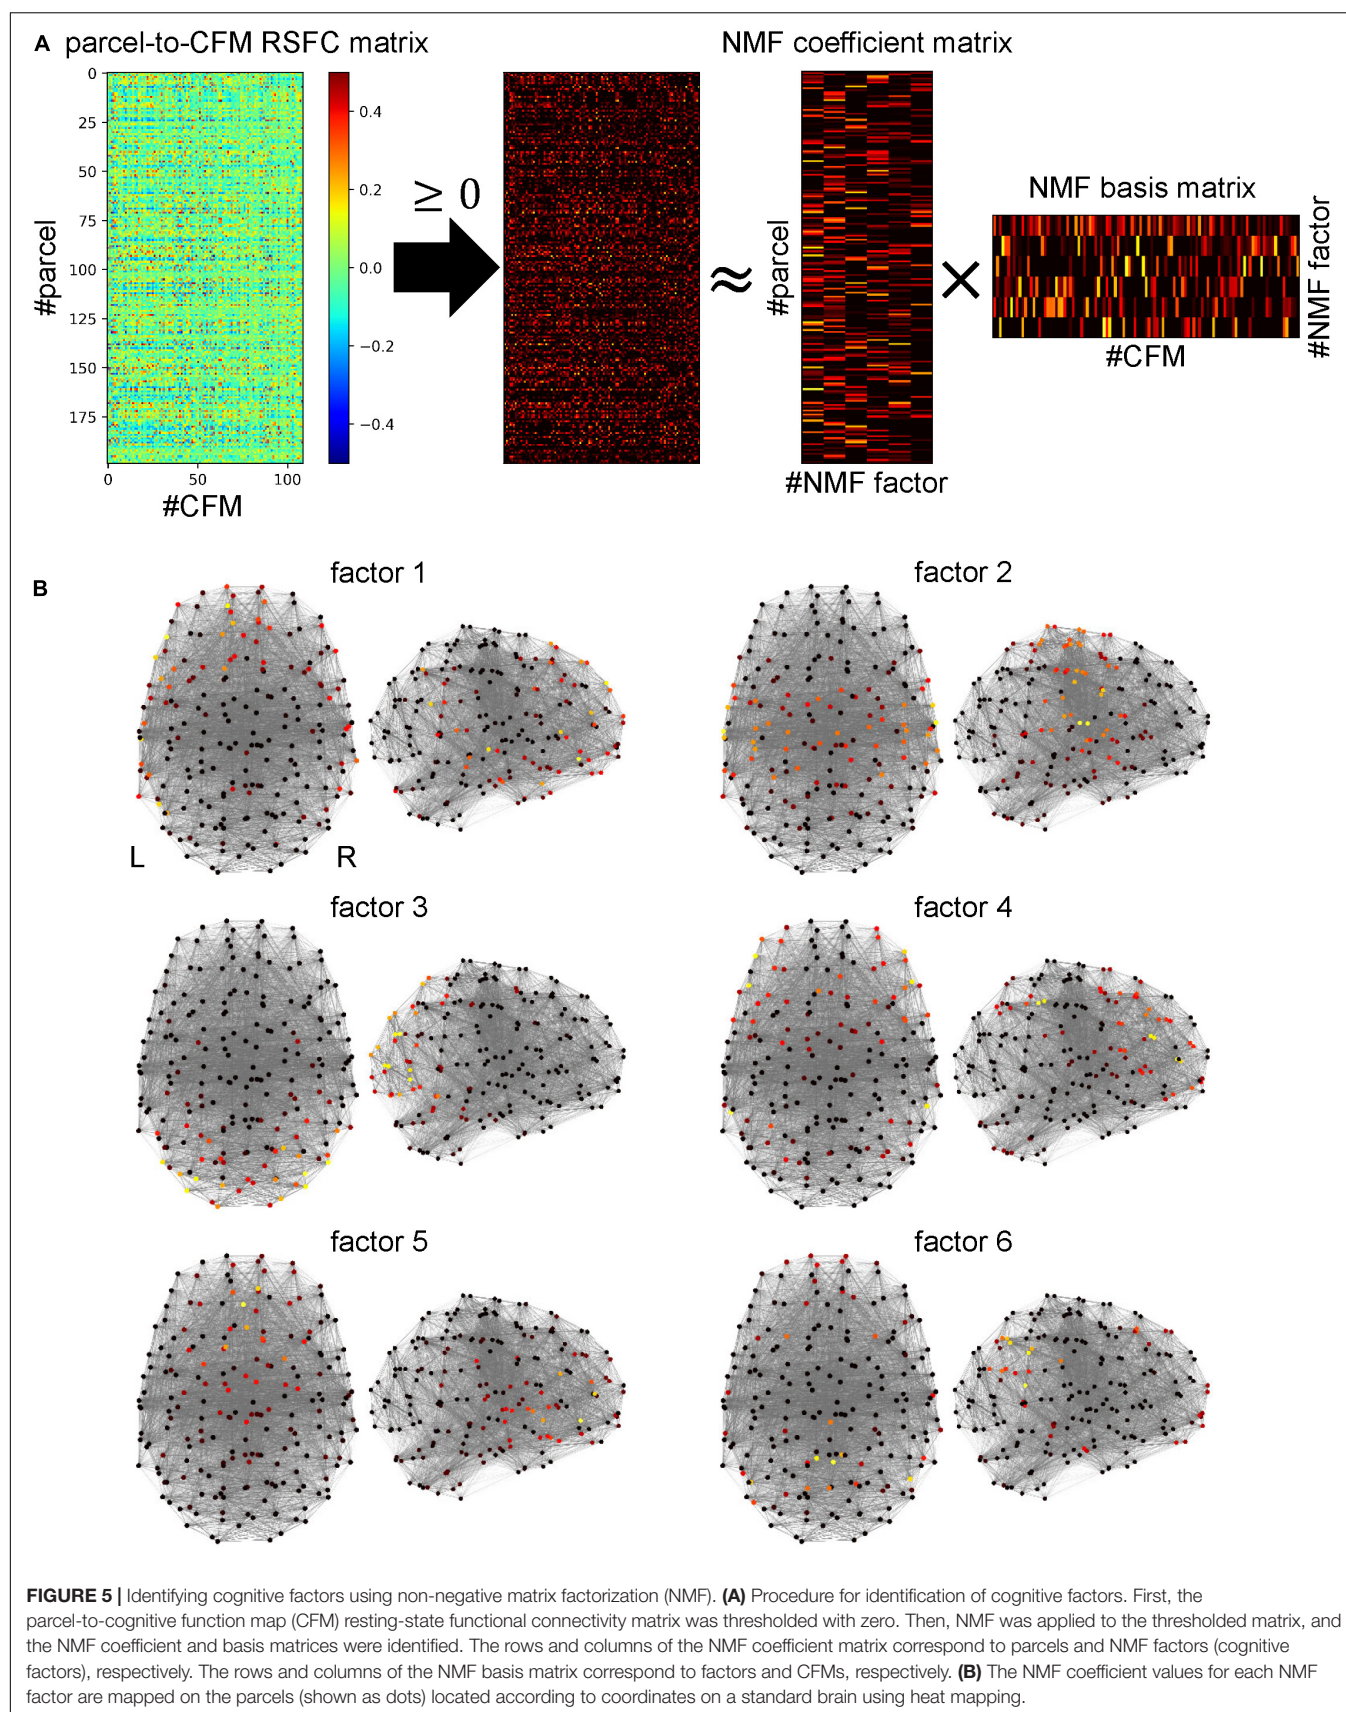 A parcel-to-CFM RSFC matrix
NMF coefficient matrix
0
25
50
75
100
125
150
175
#parcel
0
50
100
#CFM
0.4
0.2
0.0
−0.2
−0.4
≥ 0
≈
#parcel
#NMF factor
×
NMF basis matrix
#CFM
#NMF factor
B
factor 1
factor 2
L
R
factor 3
factor 4
factor 5
factor 6
FIGURE 5 | Identifying cognitive factors using non-negative matrix factorization (NMF). (A) Procedure for identification of cognitive factors. First, the
parcel-to-cognitive function map (CFM) resting-state functional connectivity matrix was thresholded with zero. Then, NMF was applied to the thresholded matrix, and
the NMF coefficient and basis matrices were identified. The rows and columns of the NMF coefficient matrix correspond to parcels and NMF factors (cognitive
factors), respectively. The rows and columns of the NMF basis matrix correspond to factors and CFMs, respectively. (B) The NMF coefficient values for each NMF
factor are mapped on the parcels (shown as dots) located according to coordinates on a standard brain using heat mapping.